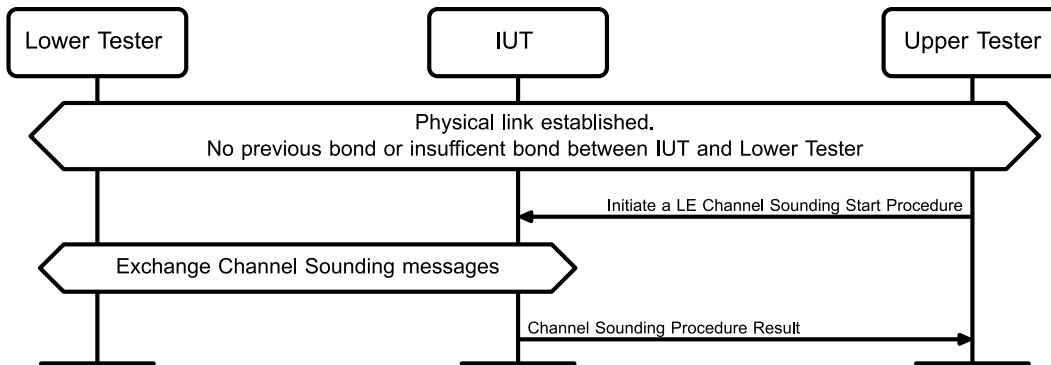 Lower Tester
IUT
Upper Tester
Physical link established.
No previous bond or insufficent bond between IUT and Lower Tester
Initiate a LE Channel Sounding Start Procedure
Exchange Channel Sounding messages
Channel Sounding Procedure Result